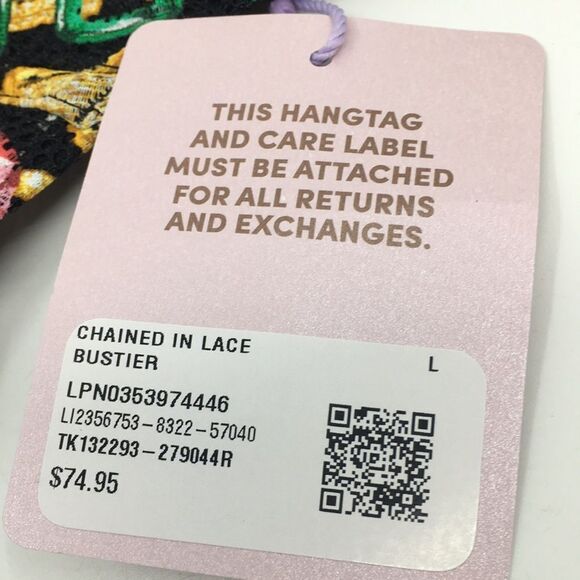 THIS HANGTAG
AND CARE LABEL
MUST BE ATTACHED
FOR ALL RETURNS
AND EXCHANGES.
CHAINED IN LACE
BUSTIER
L
LPN0353974446
LI2356753-8322-57040
TK132293-279044R
$74.95